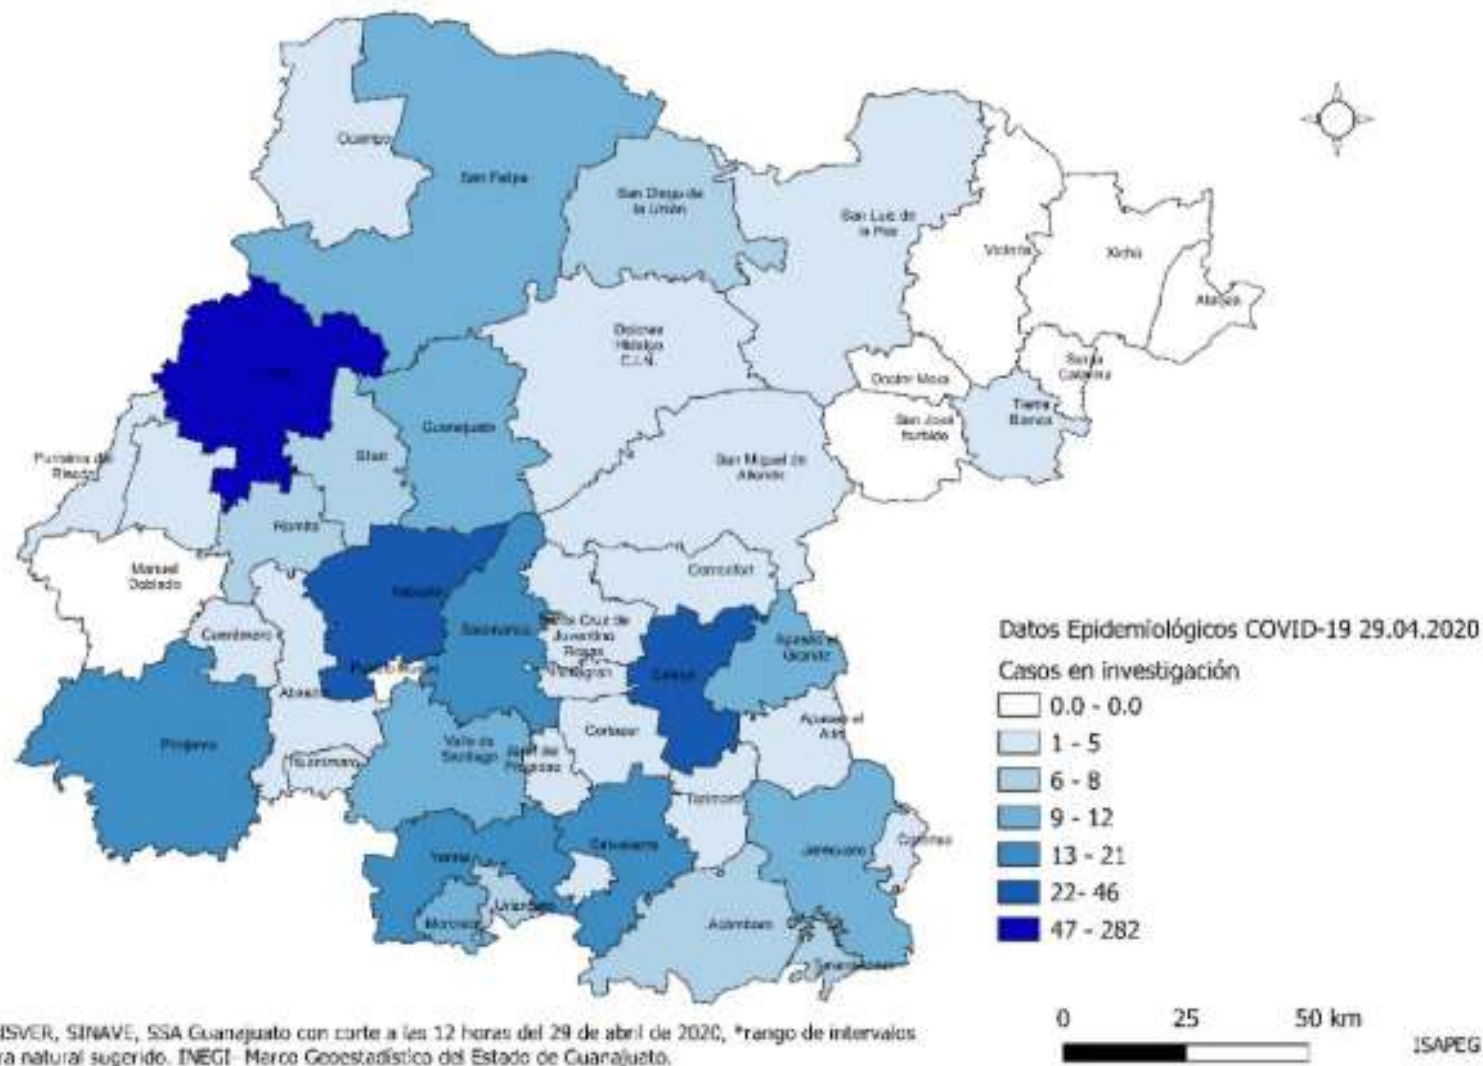 Ocampo
San Felipe
San Diego de
la Unión
San Luis de
la Paz
Victoria
Xichú
Atarjea
Dolores
Hidalgo
C.I.N.
Santa
Catarina
Doctor Mora
Tierra
Blanca
San José
Iturbide
Guanajuato
Silao
San Miguel de
Allende
Purísima del
Rincón
Romita
Manuel
Doblado
Comonfort
Irapuato
Cuerámaro
Salamanca
Santa Cruz de
Juventino
Rosas
Villagrán
Celaya
Apaseo el
Grande
Pueblo Nuevo
Abasolo
Pénjamo
Huanímaro
Valle de
Santiago
Jaral del
Progreso
Cortazar
Apaseo el
Alto
Tarimoro
Yuriria
Salvatierra
Jerécuaro
Coroneo
Uriangato
Moroleón
Acámbaro
Datos Epidemiológicos COVID-19 29.04.2020
Casos en investigación
0.0 - 0.0
1 - 5
6 - 8
9 - 12
13 - 21
22- 46
47 - 282
0 25 50 km
ISAPEG
ISVER, SINAVE, SSA Guanajuato con corte a las 12 horas del 29 de abril de 2020, *rango de intervalos
ra natural sugerido. INEGI- Marco Geoestadístico del Estado de Guanajuato.